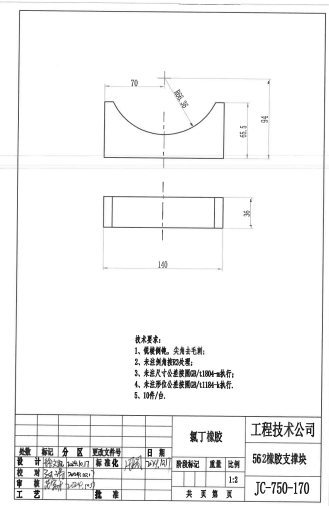 70
R66.36
65.5
94
36
140
技术要求:
1、锐棱倒钝，尖角去毛刺;
2、未注倒角按R3处理;
3、未注尺寸公差按照GB/t1804-m执行;
4、未注形位公差按照GB/t1184-k执行.
5、10件/台.
氯丁橡胶
工程技术公司
处数 标记 分 区 更改文件号 签 名 日 期
562橡胶支撑块
设 计 标准化
阶段标记 重量 比例
校 对
1:2
审 核
JC-750-170
工 艺 批 准
共 页 第 页